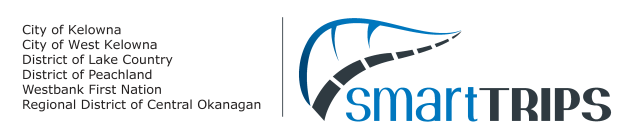 City of Kelowna
City of West Kelowna
District of Lake Country
District of Peachland
Westbank First Nation
Regional District of Central Okanagan
smartTRIPS